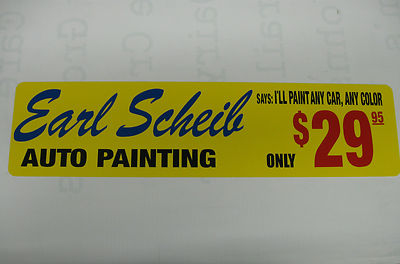 Earl Scheib
AUTO PAINTING
SAYS: I'LL PAINT ANY CAR, ANY COLOR
ONLY $29.95